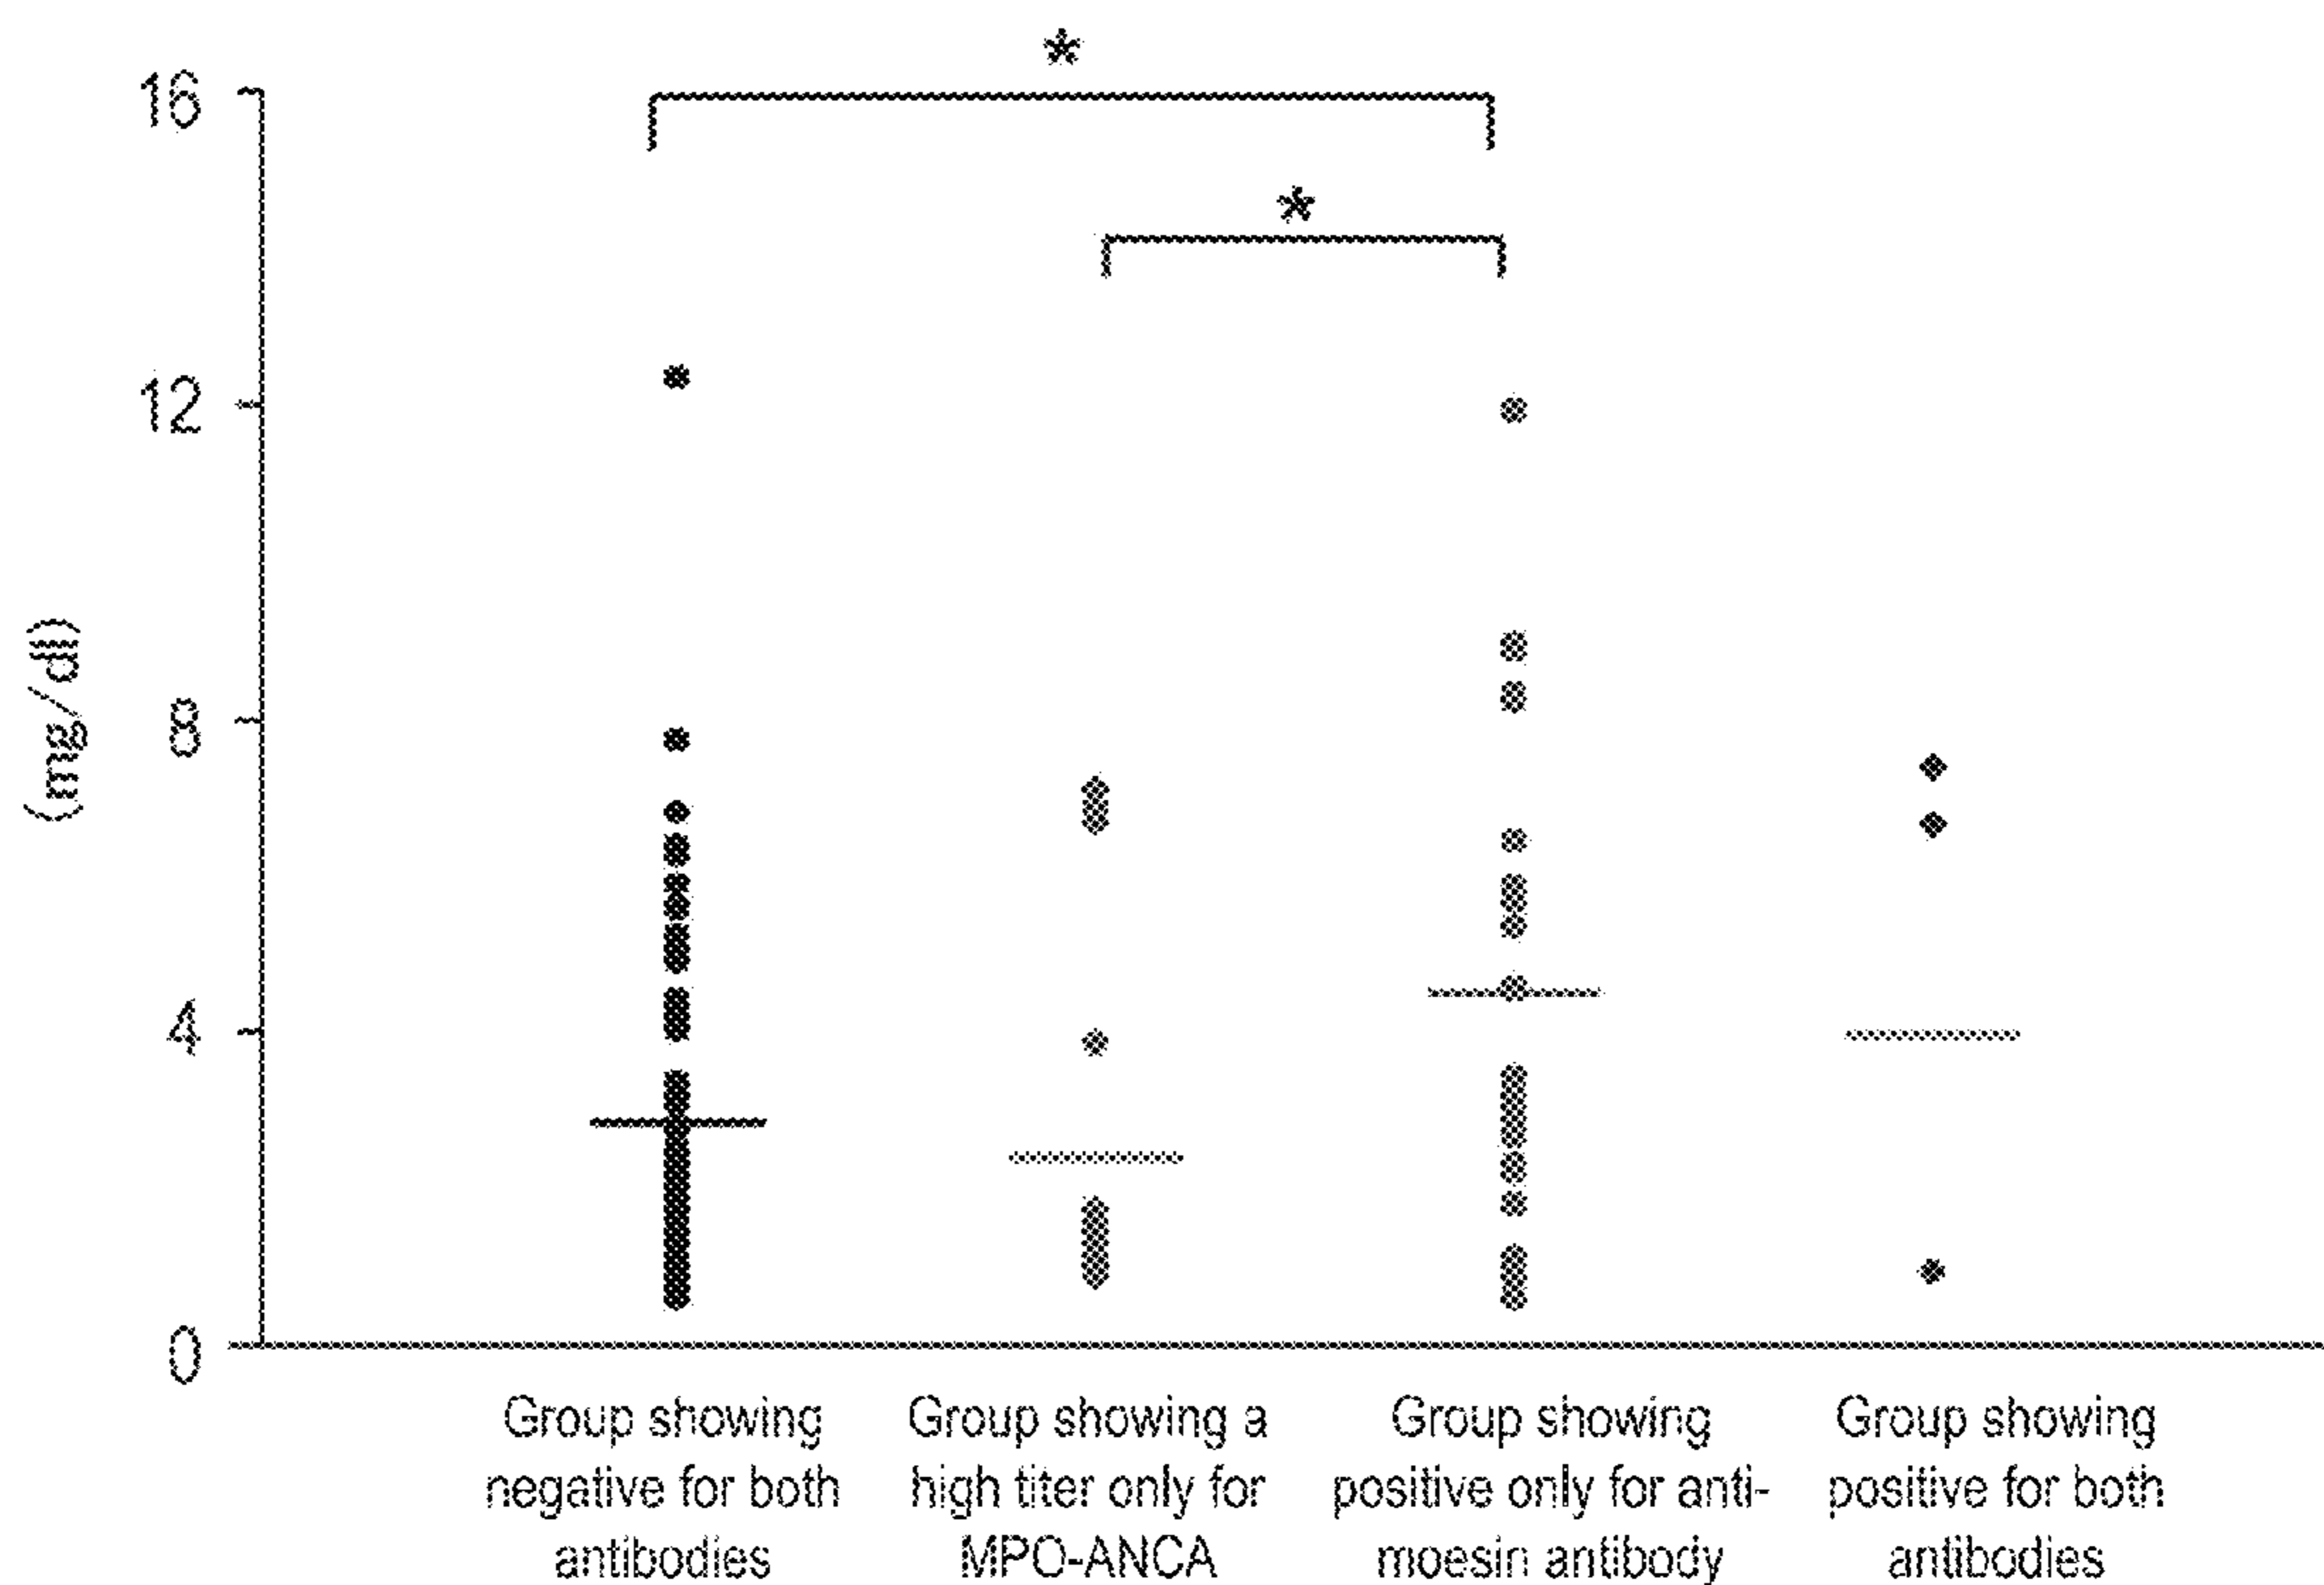 *
16
*
12
(mg/dl)
8
4
0
Group showing
negative for both
antibodies
Group showing a
high titer only for
MPO-ANCA
Group showing
positive only for anti-
moesin antibody
Group showing
positive for both
antibodies